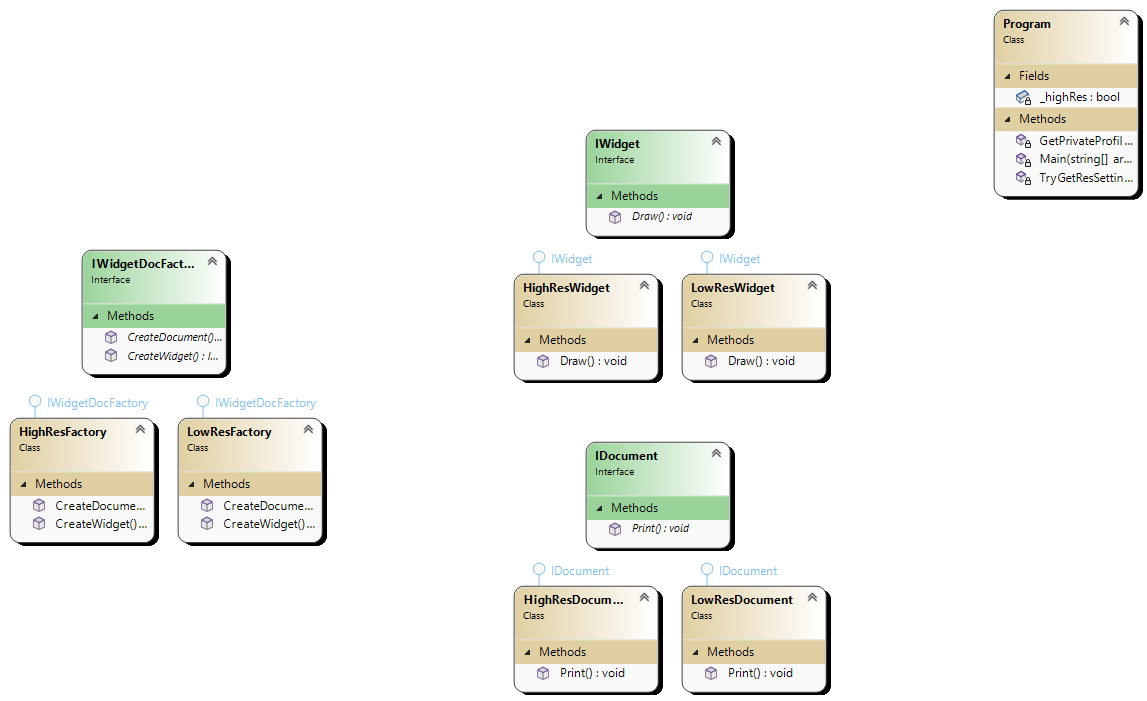 Program
Class
Fields
_highRes : bool
Methods
GetPrivateProfil ...
Main(string[] ar...
TryGetResSettin...
IWidget
Interface
Methods
Draw() : void
IWidget
HighResWidget
Class
Methods
Draw() : void
IWidget
LowResWidget
Class
Methods
Draw() : void
IWidgetDocFact...
Interface
Methods
CreateDocument()...
CreateWidget() : I...
IWidgetDocFactory
HighResFactory
Class
Methods
CreateDocume...
CreateWidget()...
IWidgetDocFactory
LowResFactory
Class
Methods
CreateDocume...
CreateWidget()...
IDocument
Interface
Methods
Print() : void
IDocument
HighResDocum...
Class
Methods
Print() : void
IDocument
LowResDocument
Class
Methods
Print() : void